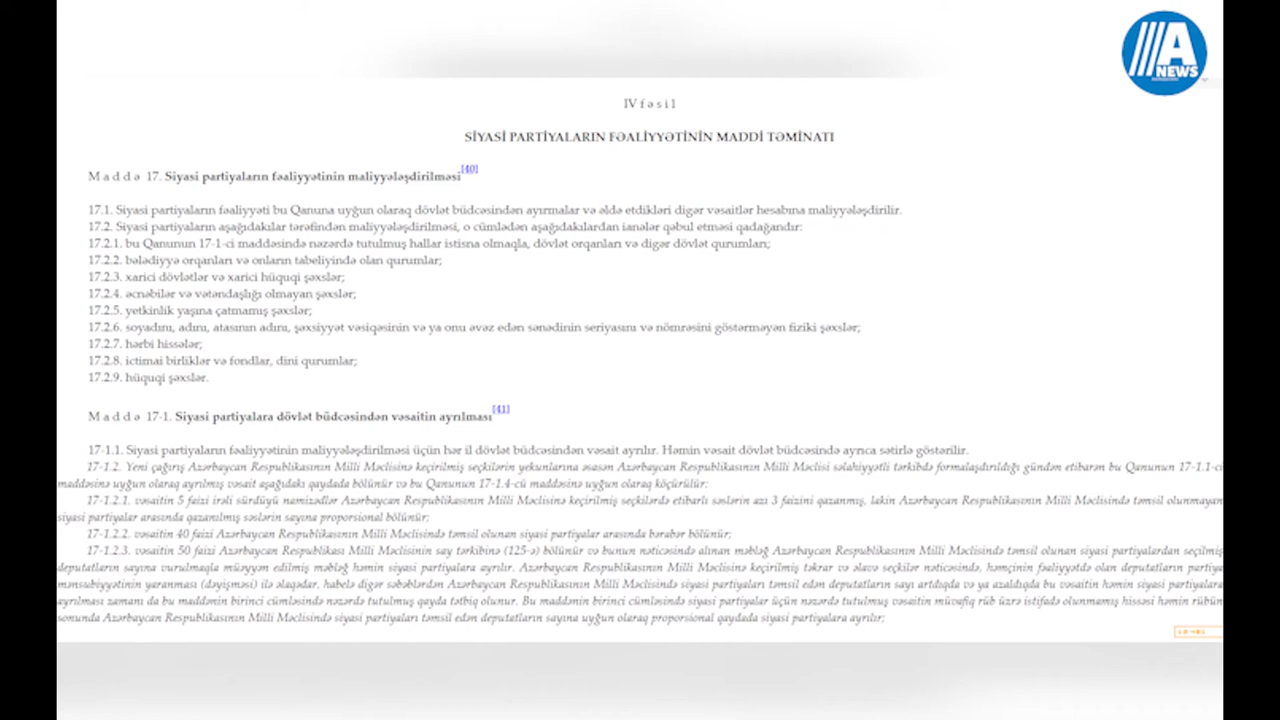 A
NEWS
IV f ə s i l
SİYASİ PARTİYALARIN FƏALİYYƏTİNİN MADDİ TƏMİNATI
M a d d ə 17. Siyasi partiyaların fəaliyyətinin maliyyələşdirilməsi[40]
17.1. Siyasi partiyaların fəaliyyəti bu Qanuna uyğun olaraq dövlət büdcəsindən ayırmalar və əldə etdikləri digər vəsaitlər hesabına maliyyələşdirilir.
17.2. Siyasi partiyaların aşağıdakılar tərəfindən maliyyələşdirilməsi, o cümlədən aşağıdakılardan ianələr qəbul etməsi qadağandır:
17.2.1. bu Qanunun 17-1-ci maddəsində nəzərdə tutulmuş hallar istisna olmaqla, dövlət orqanları və digər dövlət qurumları;
17.2.2. bələdiyyə orqanları və onların tabeliyində olan qurumlar;
17.2.3. xarici dövlətlər və xarici hüquqi şəxslər;
17.2.4. əcnəbilər və vətəndaşlığı olmayan şəxslər;
17.2.5. yetkinlik yaşına çatmamış şəxslər;
17.2.6. soyadını, adını, atasının adını, şəxsiyyət vəsiqəsinin və ya onu əvəz edən sənədinin seriyasını və nömrəsini göstərməyən fiziki şəxslər;
17.2.7. hərbi hissələr;
17.2.8. ictimai birliklər və fondlar, dini qurumlar;
17.2.9. hüquqi şəxslər.
M a d d ə 17-1. Siyasi partiyalara dövlət büdcəsindən vəsaitin ayrılması[41]
17-1.1. Siyasi partiyaların fəaliyyətinin maliyyələşdirilməsi üçün hər il dövlət büdcəsindən vəsait ayrılır. Həmin vəsait dövlət büdcəsində ayrıca sətirlə göstərilir.
17-1.2. Yeni çağırış Azərbaycan Respublikasının Milli Məclisinə keçirilmiş seçkilərin yekunlarına əsasən Azərbaycan Respublikasının Milli Məclisi səlahiyyətli tərkibdə formalaşdırıldığı gündən etibarən bu Qanunun 17-1.1-ci
maddəsinə uyğun olaraq ayrılmış vəsait aşağıdakı qaydada bölünür və bu Qanunun 17-1.4-cü maddəsinə uyğun olaraq köçürülür:
17-1.2.1. vəsaitin 5 faizi irəli sürdüyü namizədlər Azərbaycan Respublikasının Milli Məclisinə keçirilmiş seçkilərdə etibarlı səslərin azı 3 faizini qazanmış, lakin Azərbaycan Respublikasının Milli Məclisində təmsil olunmayan
siyasi partiyalar arasında qazanılmış səslərin sayına proporsional bölünür;
17-1.2.2. vəsaitin 40 faizi Azərbaycan Respublikasının Milli Məclisində təmsil olunan siyasi partiyalar arasında bərabər bölünür;
17-1.2.3. vəsaitin 50 faizi Azərbaycan Respublikası Milli Məclisinin say tərkibinə (125-ə) bölünür və bunun nəticəsində alınan məbləğ Azərbaycan Respublikasının Milli Məclisində təmsil olunan siyasi partiyalardan seçilmiş
deputatların sayına vurulmaqla müəyyən edilmiş məbləğ həmin siyasi partiyalara ayrılır. Azərbaycan Respublikasının Milli Məclisinə keçirilmiş təkrar və əlavə seçkilər nəticəsində, həmçinin fəaliyyətdə olan deputatların partiya
mənsubiyyətinin yaranması (dəyişməsi) ilə əlaqədar, habelə digər səbəblərdən Azərbaycan Respublikasının Milli Məclisində siyasi partiyaları təmsil edən deputatların sayı artdıqda və ya azaldıqda bu vəsaitin həmin siyasi partiyalara
ayrılması zamanı da bu maddənin birinci cümləsində nəzərdə tutulmuş qayda tətbiq olunur. Bu maddənin birinci cümləsində siyasi partiyalar üçün nəzərdə tutulmuş vəsaitin müvafiq rüb üzrə istifadə olunmamış hissəsi həmin rübün
sonunda Azərbaycan Respublikasının Milli Məclisində siyasi partiyaları təmsil edən deputatların sayına uyğun olaraq proporsional qaydada siyasi partiyalara ayrılır;